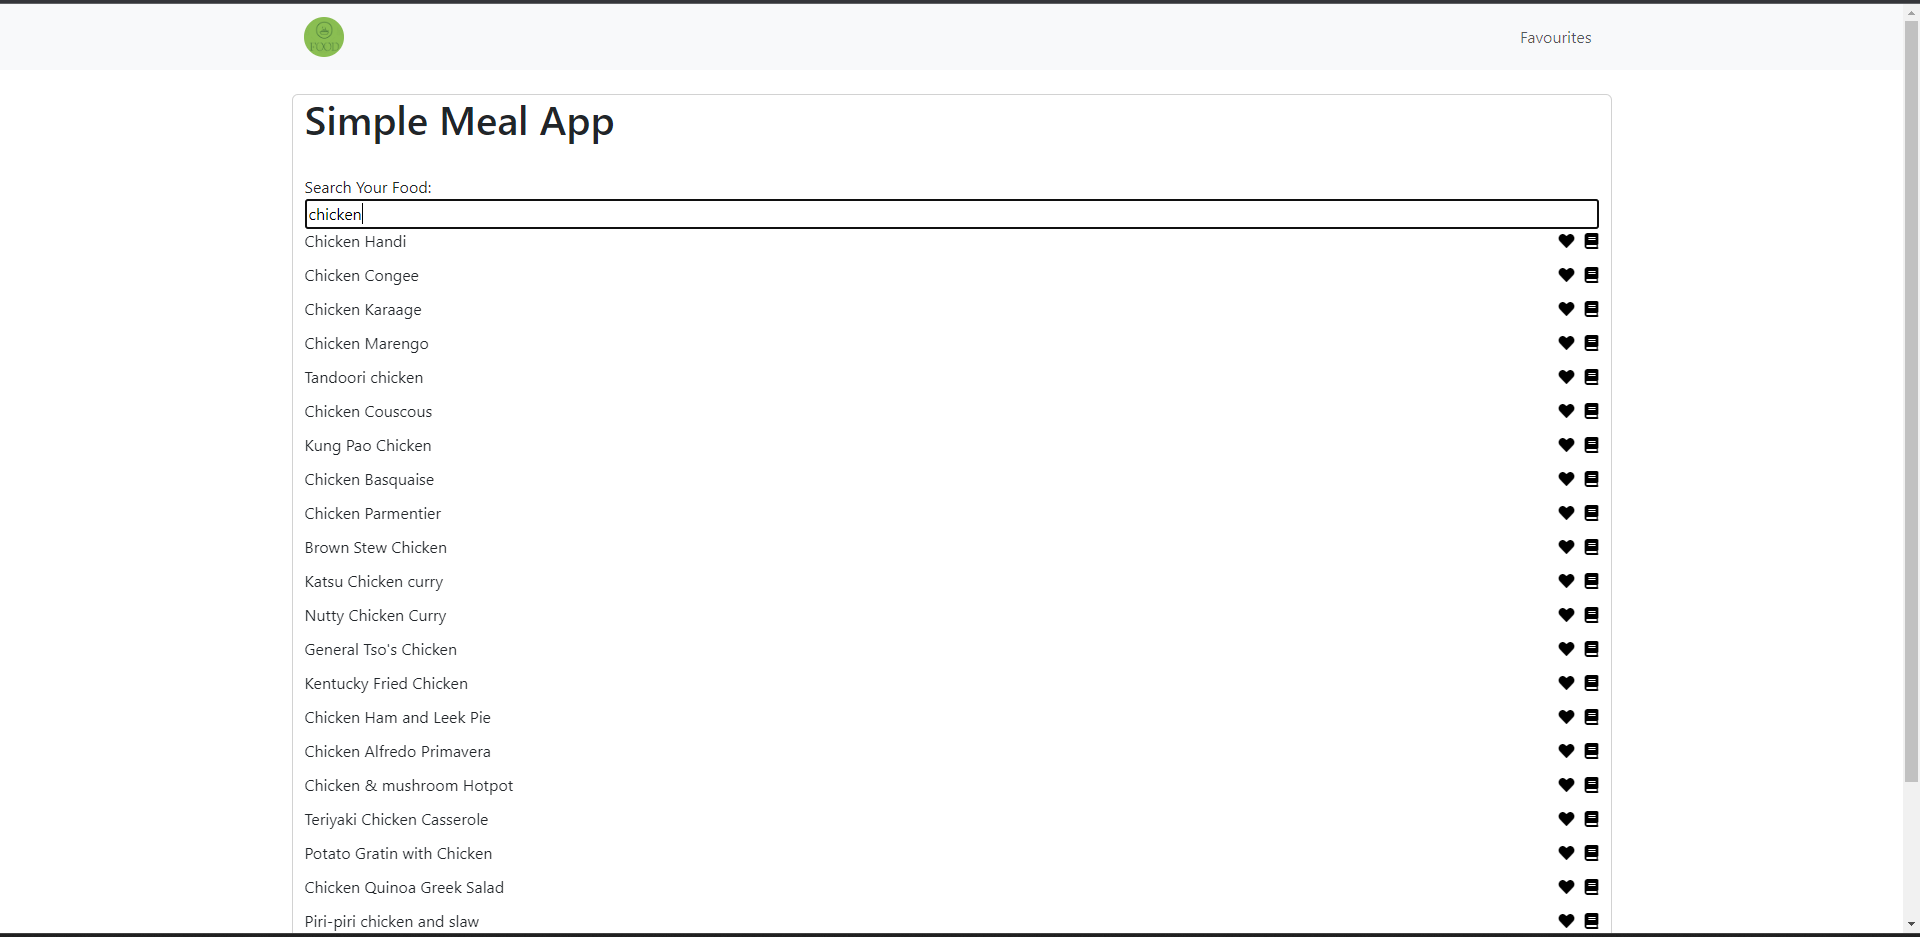 FOOD
Favourites
Simple Meal App
Search Your Food:
chicken
Chicken Handi
Chicken Congee
Chicken Karaage
Chicken Marengo
Tandoori chicken
Chicken Couscous
Kung Pao Chicken
Chicken Basquaise
Chicken Parmentier
Brown Stew Chicken
Katsu Chicken curry
Nutty Chicken Curry
General Tso's Chicken
Kentucky Fried Chicken
Chicken Ham and Leek Pie
Chicken Alfredo Primavera
Chicken & mushroom Hotpot
Teriyaki Chicken Casserole
Potato Gratin with Chicken
Chicken Quinoa Greek Salad
Piri-piri chicken and slaw